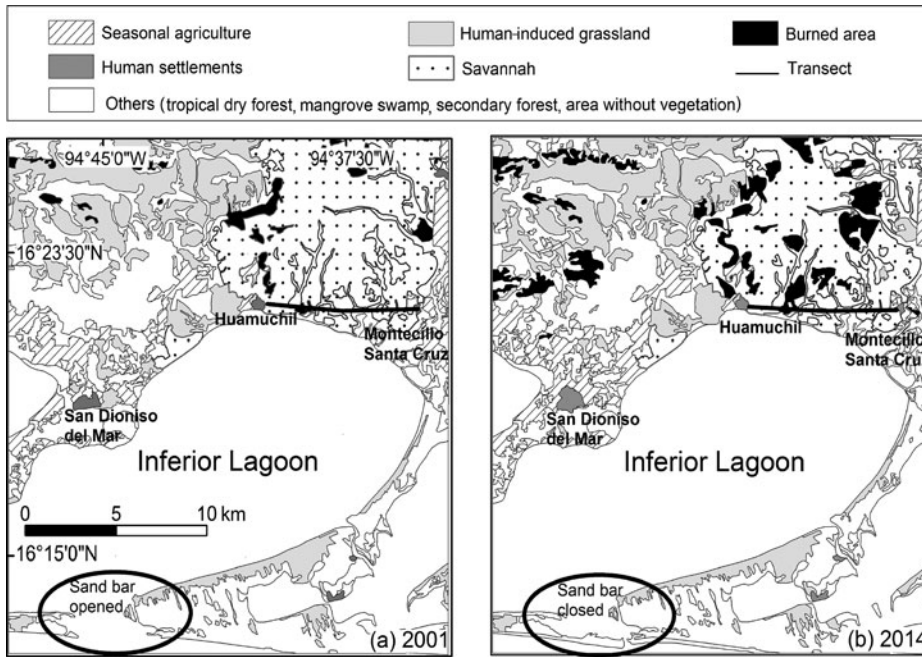 Seasonal agriculture
Human-induced grassland
Burned area
Human settlements
Savannah
Transect
Others (tropical dry forest, mangrove swamp, secondary forest, area without vegetation)
94°45'0"W
94°37'30"W
16°23'30"N
Huamuchil
Montecillo
Santa Cruz
San Dioniso
del Mar
Inferior Lagoon
0 5 10 km
16°15'0"N
Sand bar
opened
(a) 2001
Huamuchil
Montecillo
Santa Cruz
San Dioniso
del Mar
Inferior Lagoon
Sand bar
closed
(b) 2014